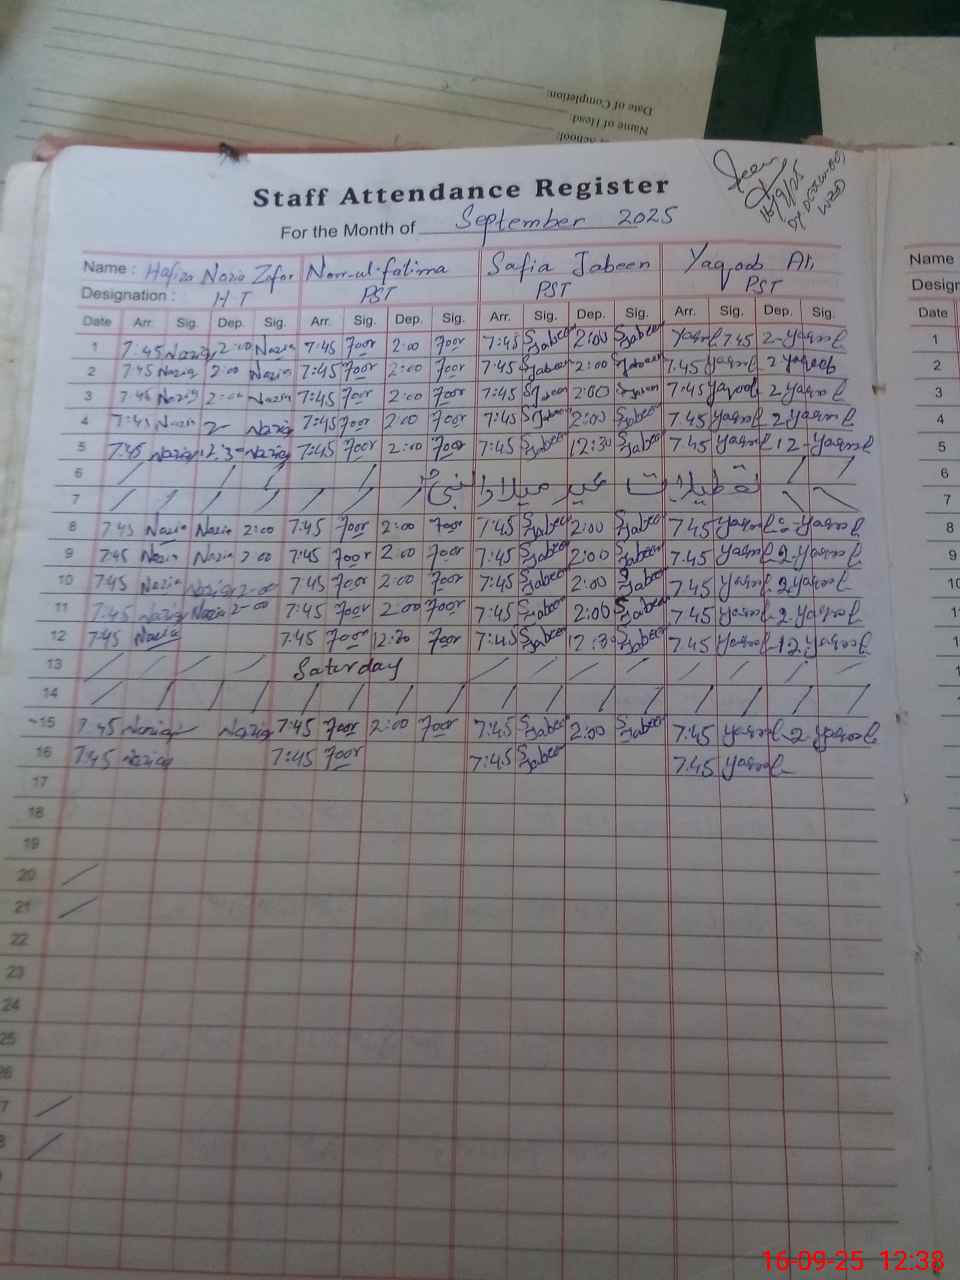 Date of Completion:
Name of Head:
School:
Staff Attendance Register
For the Month of September 2025
Seen
16/9/25
Name : Hafiza Nazia Zafar Noor-ul-fatima Safia Jabeen Yaqoob Ali Name
Designation : HT PST PST PST Desigr
Date Arr. Sig. Dep. Sig. Arr. Sig. Dep. Sig. Arr. Sig. Dep. Sig. Arr. Sig. Dep. Sig. Date
1 7:45 Nazia 2:00 Nazia 7:45 Noor 2:00 Noor 7:45 S Jabeen 2:00 S Jabeen Yaqoob 7 45 2 - Yaqoob 1
2 7:45 Nazia 2:00 Nazia 7:45 Noor 2:00 Noor 7:45 S Jabeen 2:00 S Jabeen 7.45 Yaqoob 2 Yaqoob 2
3 7:45 Nazia 2:00 Nazia 7:45 Noor 2:00 Noor 7:45 S Jabeen 2:00 S Jabeen 7:45 Yaqoob 2 Yaqoob 3
4 7:45 Nazia 2- Nazia 7:45 Noor 2:00 Noor 7:45 S Jabeen 2:00 S Jabeen 7.45 Yaqoob 2 Yaqoob 4
5 7:45 Nazia Nazia 7:45 Noor 2:00 Noor 7:45 S Jabeen 12:30 S Jabeen 7.45 Yaqoob 12 - Yaqoob 5
6 6
7 تعطیلات عید میلاد النبیؐ 7
8 7:45 Nazia Nazia 2:00 7:45 Noor 2:00 Noor 7:45 S Jabeen 2:00 S Jabeen 7.45 Yaqoob 2 - Yaqoob 8
9 7:45 Nazia Nazia 2:00 7:45 Noor 2:00 Noor 7:45 S Jabeen 2:00 S Jabeen 7.45 Yaqoob 2 - Yaqoob 9
10 7:45 Nazia Nazia 2-00 7:45 Noor 2:00 Noor 7:45 S Jabeen 2:00 S Jabeen 7.45 Yaqoob 2 Yaqoob 10
11 7:45 Nazia Nazia 2-00 7:45 Noor 2:00 Noor 7:45 S Jabeen 2:00 S Jabeen 7.45 Yaqoob 2 - Yaqoob 11
12 7:45 Nazia 7:45 Noor 12:30 Noor 7:45 S Jabeen 12:30 S Jabeen 7.45 Yaqoob 12 - Yaqoob
13 Saturday
14
15 7:45 Nazia Nazia 7:45 Noor 2:00 Noor 7:45 S Jabeen 2:00 S Jabeen 7.45 Yaqoob 2 - Yaqoob
16 7:45 Nazia 7:45 Noor 7:45 S Jabeen 7.45 Yaqoob
17
18
19
20
21
22
23
24
25
26
7
8
16-09-25 12:38